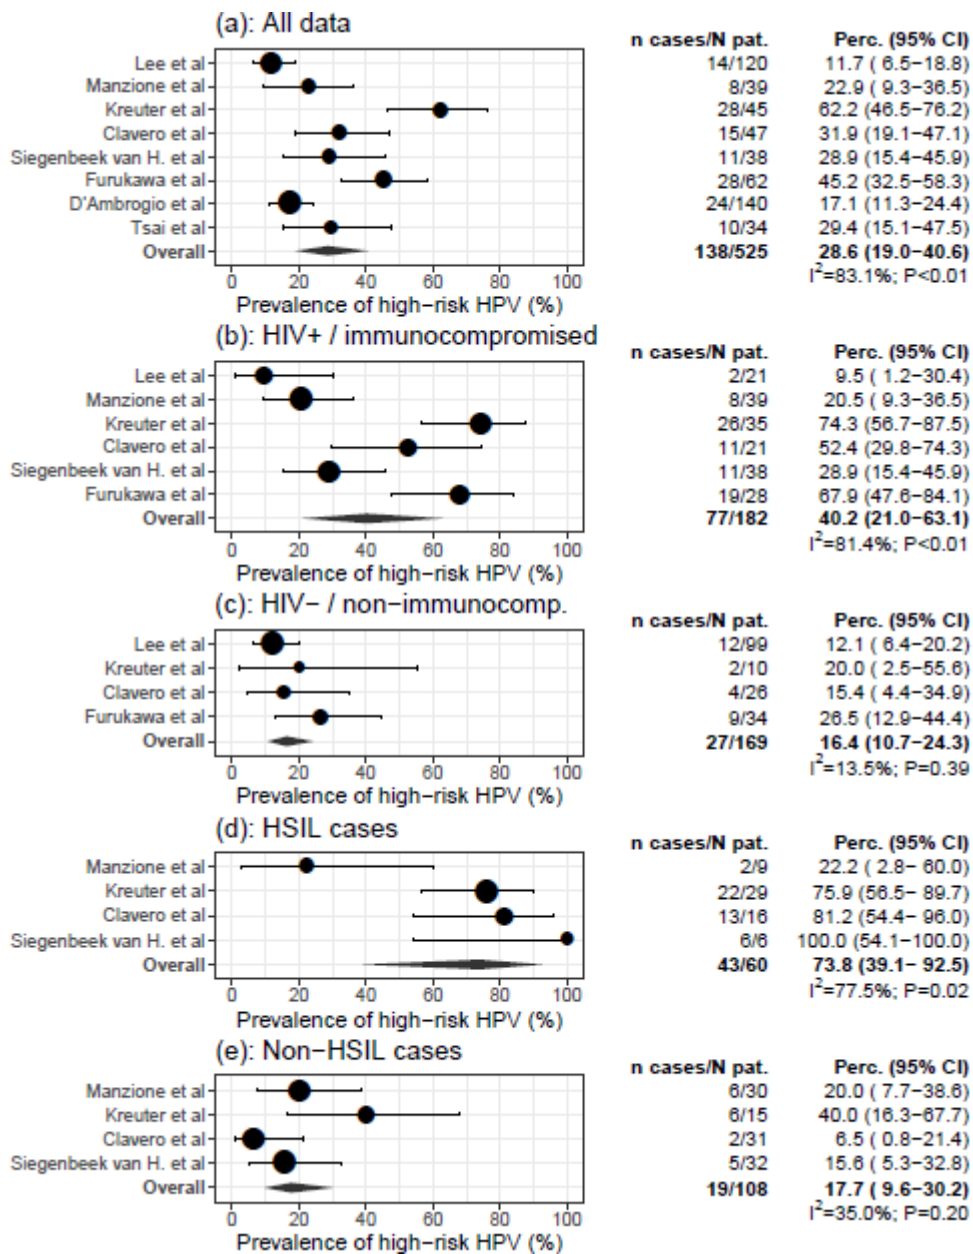 (a): All data
n cases/N pat. Perc. (95% CI)
Lee et al 14/120 11.7 ( 6.5−18.8)
Manzione et al 8/39 22.9 ( 9.3−36.5)
Kreuter et al 28/45 62.2 (46.5−76.2)
Clavero et al 15/47 31.9 (19.1−47.1)
Siegenbeek van H. et al 11/38 28.9 (15.4−45.9)
Furukawa et al 28/62 45.2 (32.5−58.3)
D'Ambrogio et al 24/140 17.1 (11.3−24.4)
Tsai et al 10/34 29.4 (15.1−47.5)
Overall 138/525 28.6 (19.0−40.6)
I²=83.1%; P<0.01
0 20 40 60 80 100
Prevalence of high−risk HPV (%)
(b): HIV+ / immunocompromised
n cases/N pat. Perc. (95% CI)
Lee et al 2/21 9.5 ( 1.2−30.4)
Manzione et al 8/39 20.5 ( 9.3−36.5)
Kreuter et al 26/35 74.3 (56.7−87.5)
Clavero et al 11/21 52.4 (29.8−74.3)
Siegenbeek van H. et al 11/38 28.9 (15.4−45.9)
Furukawa et al 19/28 67.9 (47.6−84.1)
Overall 77/182 40.2 (21.0−63.1)
I²=81.4%; P<0.01
0 20 40 60 80 100
Prevalence of high−risk HPV (%)
(c): HIV− / non−immunocomp.
n cases/N pat. Perc. (95% CI)
Lee et al 12/99 12.1 ( 6.4−20.2)
Kreuter et al 2/10 20.0 ( 2.5−55.6)
Clavero et al 4/26 15.4 ( 4.4−34.9)
Furukawa et al 9/34 26.5 (12.9−44.4)
Overall 27/169 16.4 (10.7−24.3)
I²=13.5%; P=0.39
0 20 40 60 80 100
Prevalence of high−risk HPV (%)
(d): HSIL cases
n cases/N pat. Perc. (95% CI)
Manzione et al 2/9 22.2 ( 2.8− 60.0)
Kreuter et al 22/29 75.9 (56.5− 89.7)
Clavero et al 13/16 81.2 (54.4− 96.0)
Siegenbeek van H. et al 6/6 100.0 (54.1−100.0)
Overall 43/60 73.8 (39.1− 92.5)
I²=77.5%; P=0.02
0 20 40 60 80 100
Prevalence of high−risk HPV (%)
(e): Non−HSIL cases
n cases/N pat. Perc. (95% CI)
Manzione et al 6/30 20.0 ( 7.7−38.6)
Kreuter et al 6/15 40.0 (16.3−67.7)
Clavero et al 2/31 6.5 ( 0.8−21.4)
Siegenbeek van H. et al 5/32 15.6 ( 5.3−32.8)
Overall 19/108 17.7 ( 9.6−30.2)
I²=35.0%; P=0.20
0 20 40 60 80 100
Prevalence of high−risk HPV (%)